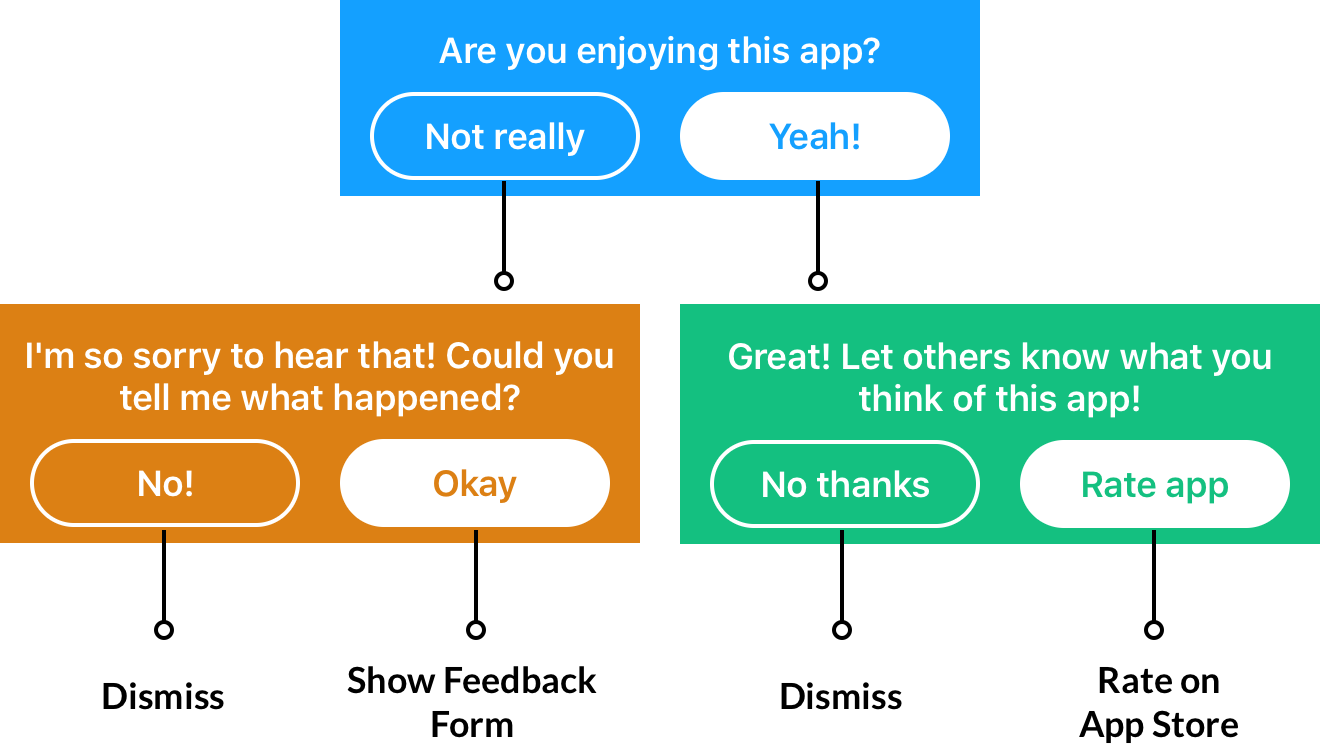 Are you enjoying this app?
Not really
Yeah!
I'm so sorry to hear that! Could you
tell me what happened?
No!
Okay
Great! Let others know what you
think of this app!
No thanks
Rate app
Dismiss
Show Feedback
Form
Dismiss
Rate on
App Store